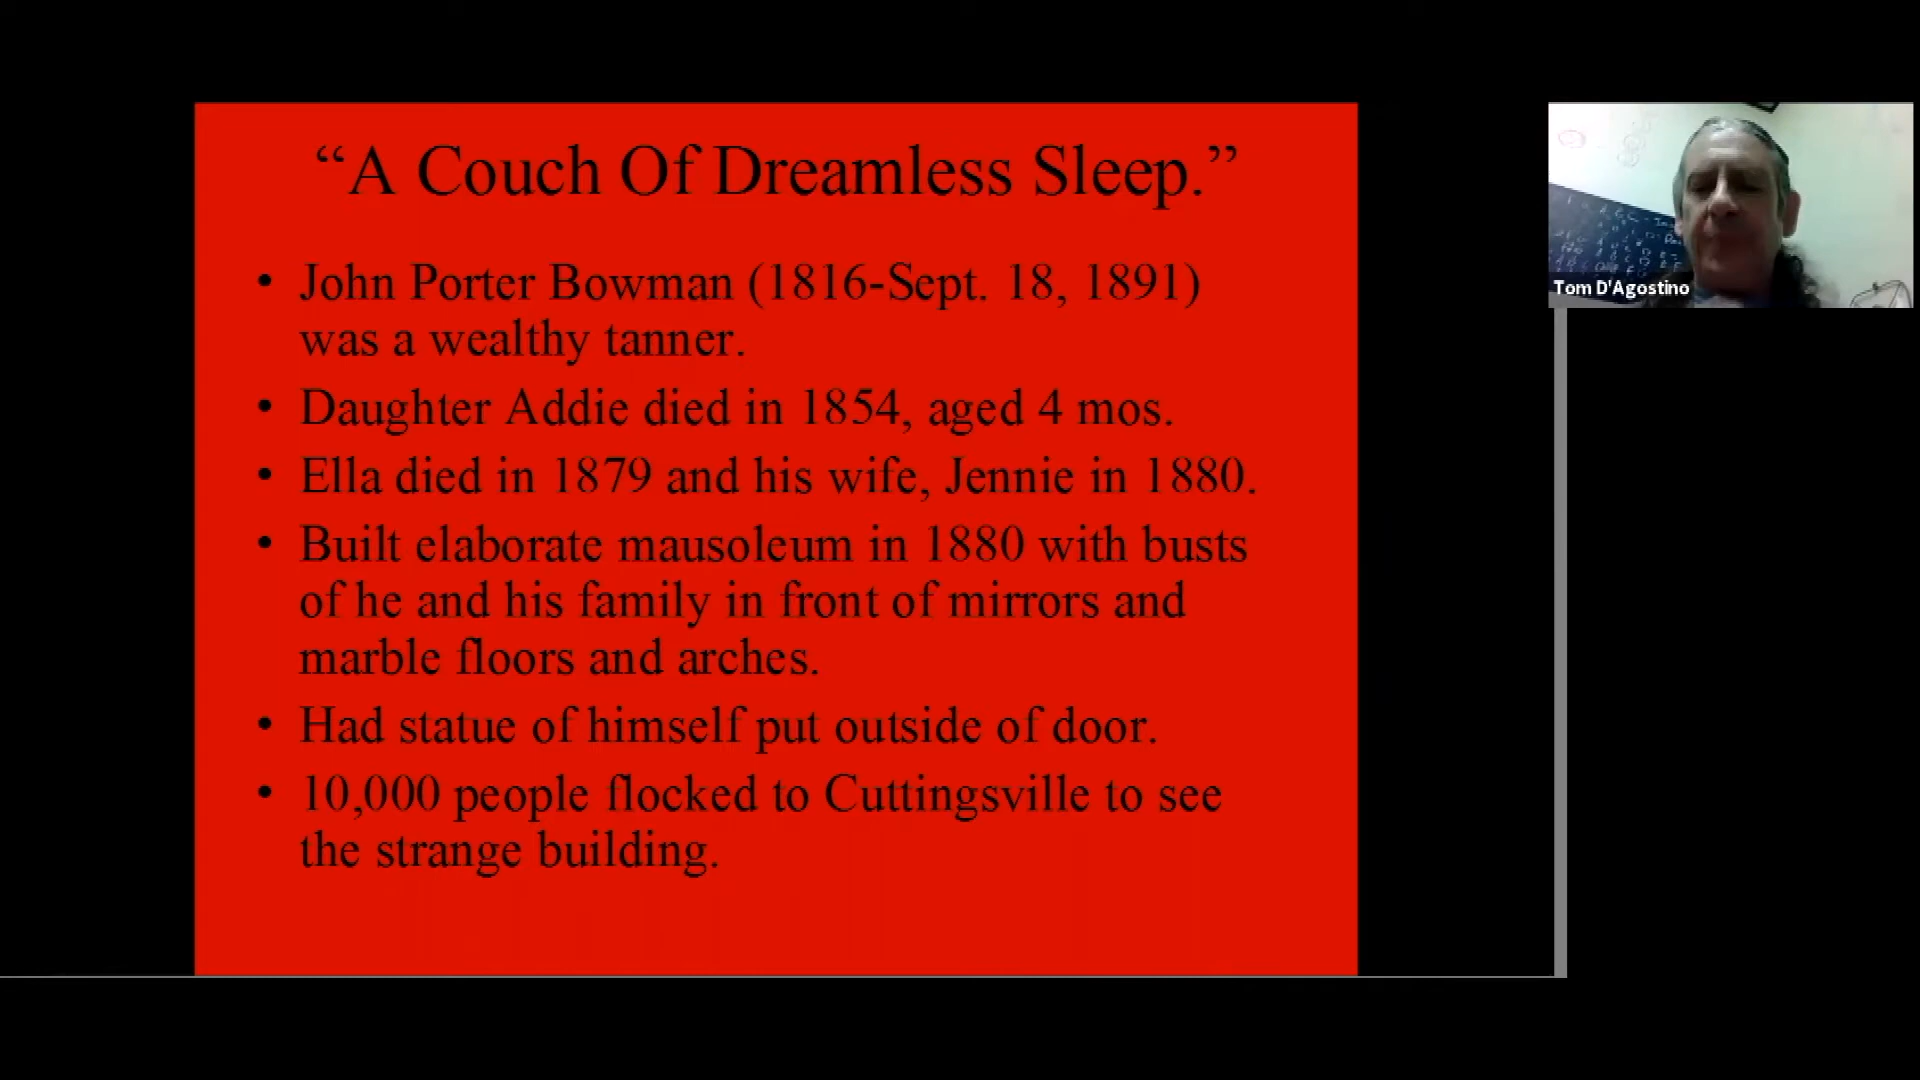 “A Couch Of Dreamless Sleep.”
• John Porter Bowman (1816-Sept. 18, 1891)
was a wealthy tanner.
• Daughter Addie died in 1854, aged 4 mos.
• Ella died in 1879 and his wife, Jennie in 1880.
• Built elaborate mausoleum in 1880 with busts
of he and his family in front of mirrors and
marble floors and arches.
• Had statue of himself put outside of door.
• 10,000 people flocked to Cuttingsville to see
the strange building.
Tom D'Agostino